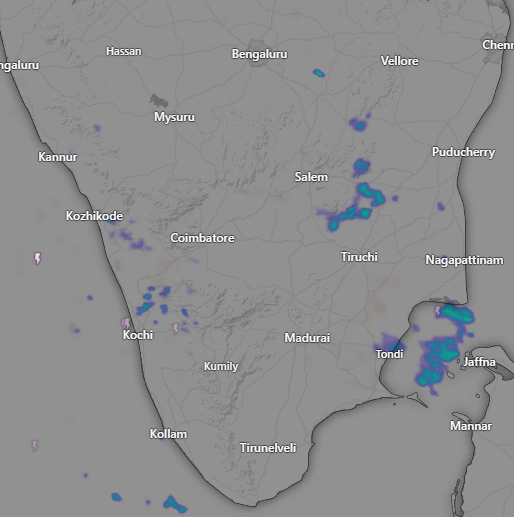 Hassan
Bengaluru
Chenn
ngaluru
Vellore
Mysuru
Kannur
Puducherry
Salem
Kozhikode
Coimbatore
Tiruchi
Nagapattinam
Kochi
Madurai
Tondi
Jaffna
Kumily
Mannar
Kollam
Tirunelveli